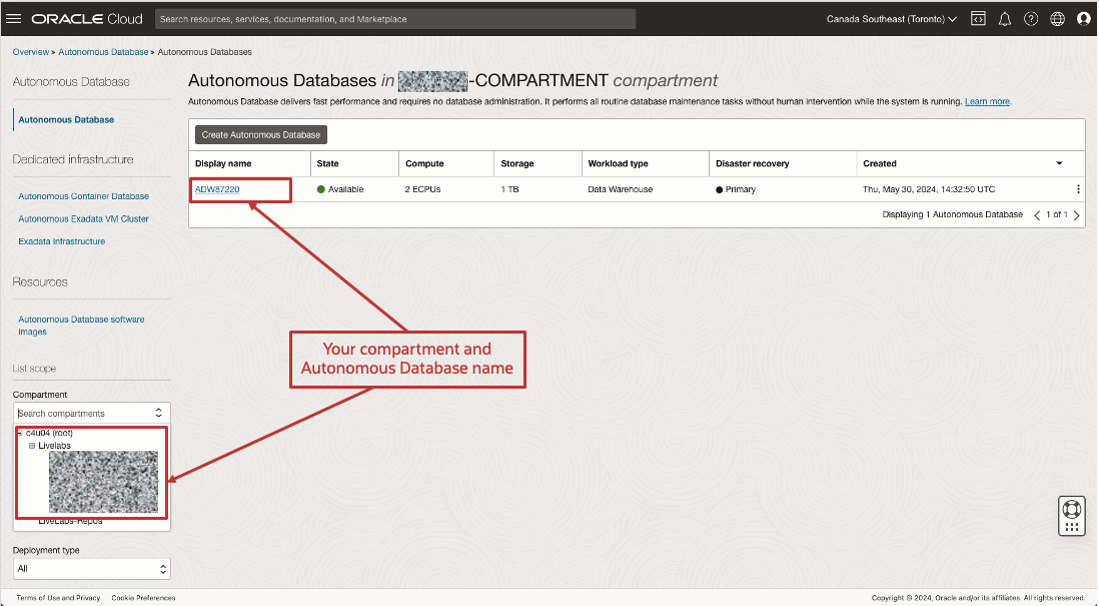 ORACLE Cloud
Search resources, services, documentation, and Marketplace
Canada Southeast (Toronto)
Overview » Autonomous Database » Autonomous Databases
Autonomous Database
Autonomous Database
Dedicated infrastructure
Autonomous Container Database
Autonomous Exadata VM Cluster
Exadata Infrastructure
Resources
Autonomous Database software
images
List scope
Compartment
Search compartments
c4u04 (root)
Livelabs
LiveLabs-Repos
Deployment type
All
Autonomous Databases in -COMPARTMENT compartment
Autonomous Database delivers fast performance and requires no database administration. It performs all routine database maintenance tasks without human intervention while the system is running. Learn more.
Create Autonomous Database
Display name State Compute Storage Workload type Disaster recovery Created
ADW87220 Available 2 ECPUs 1 TB Data Warehouse Primary Thu, May 30, 2024, 14:32:50 UTC
Displaying 1 Autonomous Database < 1 of 1 >
Your compartment and
Autonomous Database name
Terms of Use and Privacy Cookie Preferences
Copyright © 2024, Oracle and/or its affiliates. All rights reserved.